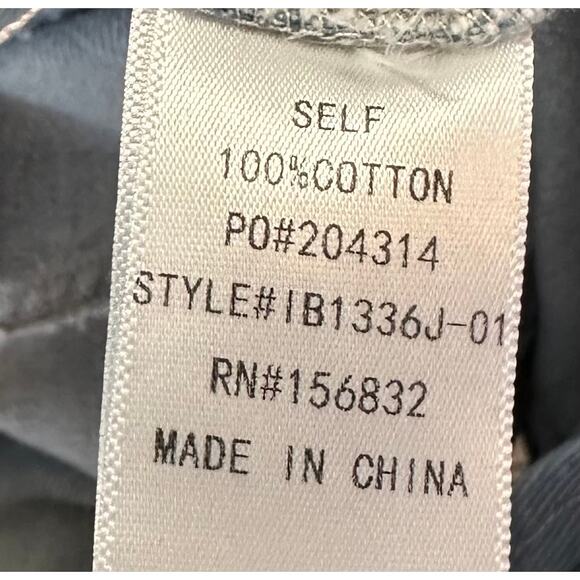 SELF
100%COTTON
PO#204314
STYLE#IB1336J-01
RN#156832
MADE IN CHINA